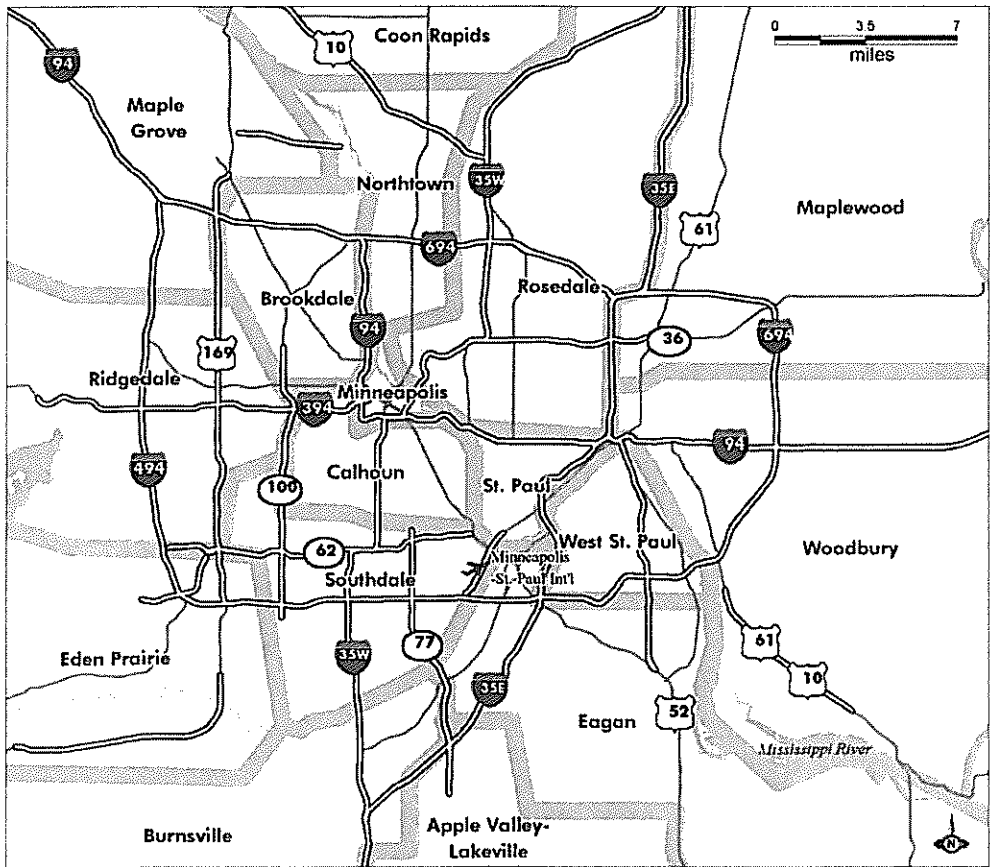 10
Coon Rapids
0 3.5 7
miles
94
Maple
Grove
Northtown
35W
35E
Maplewood
61
694
Rosedale
Brookdale
94
36
694
169
Ridgedale
Minneapolis
394
94
494
Calhoun
100
St. Paul
62
West St. Paul
Woodbury
Minneapolis
-St.-Paul Int'l
Southdale
77
61
Eden Prairie
35W
10
35E
Eagan
52
Mississippi River
Burnsville
Apple Valley-
Lakeville
N